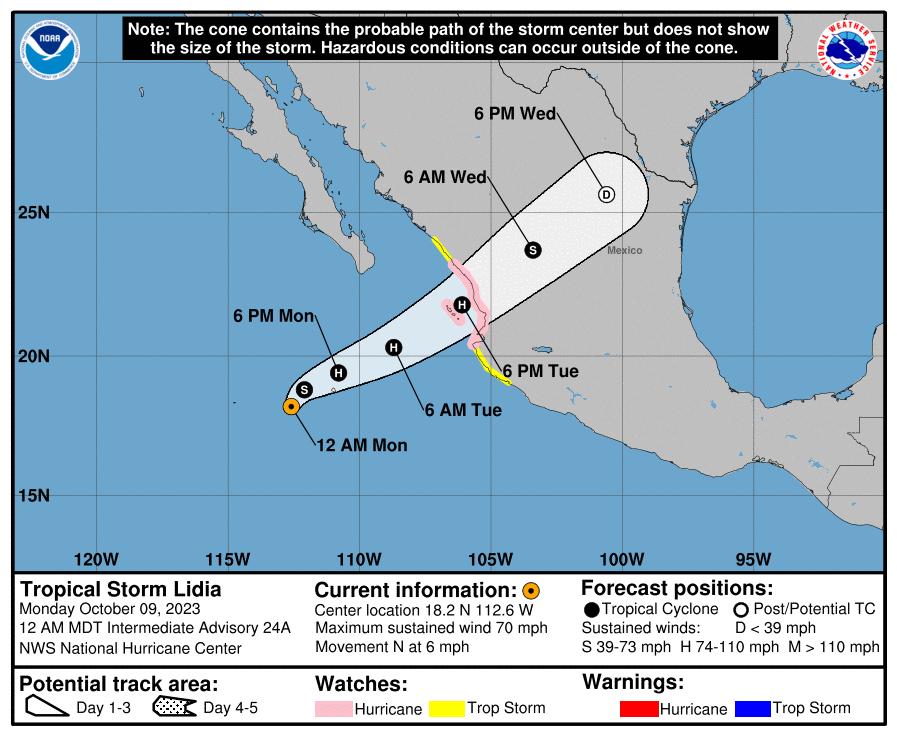 Note: The cone contains the probable path of the storm center but does not show
the size of the storm. Hazardous conditions can occur outside of the cone.
NOAA
NATIONAL WEATHER SERVICE
6 PM Wed
6 AM Wed
D
25N
S
Mexico
6 PM Mon
H
20N
H
H
6 PM Tue
S
6 AM Tue
12 AM Mon
15N
120W
115W
110W
105W
100W
95W
Tropical Storm Lidia
Monday October 09, 2023
12 AM MDT Intermediate Advisory 24A
NWS National Hurricane Center
Current information:
Center location 18.2 N 112.6 W
Maximum sustained wind 70 mph
Movement N at 6 mph
Forecast positions:
Tropical Cyclone
Post/Potential TC
Sustained winds:
D < 39 mph
S 39-73 mph H 74-110 mph M > 110 mph
Potential track area:
Day 1-3
Day 4-5
Watches:
Hurricane
Trop Storm
Warnings:
Hurricane
Trop Storm